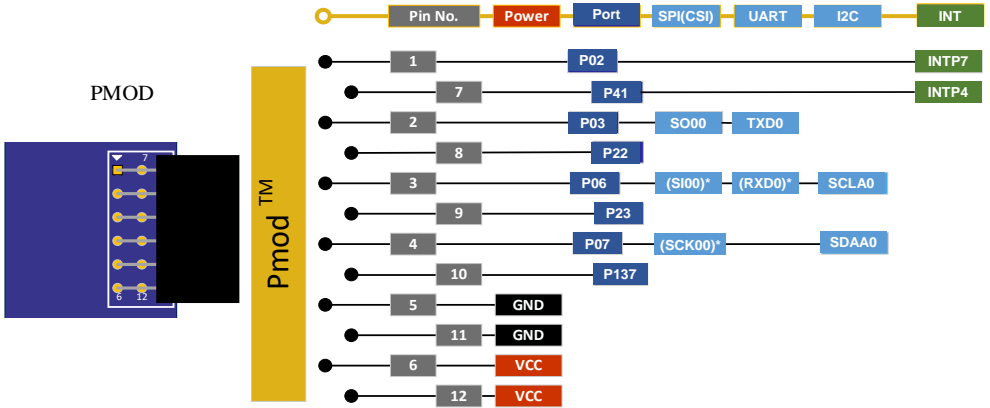 Pin No. Power Port SPI(CSI) UART I2C INT
1 P02 INTP7
PMOD
7 P41 INTP4
2 P03 SO00 TXD0
8 P22
3 P06 (SI00)* (RXD0)* SCLA0
9 P23
4 P07 (SCK00)* SDAA0
10 P137
5 GND
11 GND
6 VCC
12 VCC
Pmod TM
7
6 12